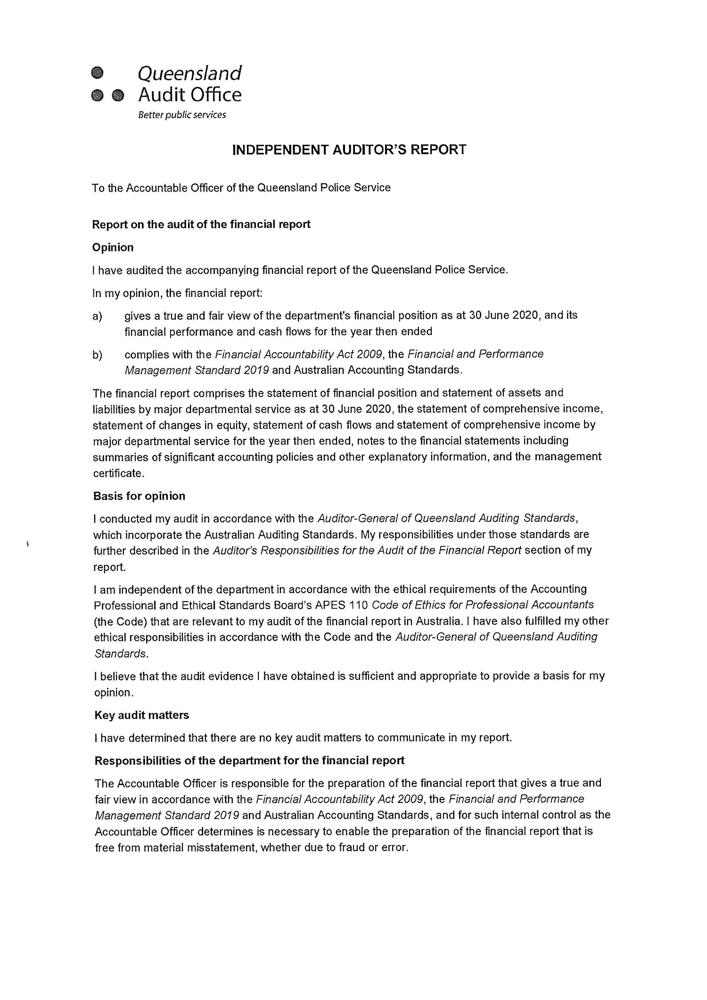 Queensland
Audit Office
Better public services
INDEPENDENT AUDITOR'S REPORT
To the Accountable Officer of the Queensland Police Service
Report on the audit of the financial report
Opinion
I have audited the accompanying financial report of the Queensland Police Service.
In my opinion, the financial report:
a) gives a true and fair view of the department's financial position as at 30 June 2020, and its
financial performance and cash flows for the year then ended
b) complies with the Financial Accountability Act 2009, the Financial and Performance
Management Standard 2019 and Australian Accounting Standards.
The financial report comprises the statement of financial position and statement of assets and
liabilities by major departmental service as at 30 June 2020, the statement of comprehensive income,
statement of changes in equity, statement of cash flows and statement of comprehensive income by
major departmental service for the year then ended, notes to the financial statements including
summaries of significant accounting policies and other explanatory information, and the management
certificate.
Basis for opinion
I conducted my audit in accordance with the Auditor-General of Queensland Auditing Standards,
which incorporate the Australian Auditing Standards. My responsibilities under those standards are
further described in the Auditor's Responsibilities for the Audit of the Financial Report section of my
report.
I am independent of the department in accordance with the ethical requirements of the Accounting
Professional and Ethical Standards Board's APES 110 Code of Ethics for Professional Accountants
(the Code) that are relevant to my audit of the financial report in Australia. I have also fulfilled my other
ethical responsibilities in accordance with the Code and the Auditor-General of Queensland Auditing
Standards.
I believe that the audit evidence I have obtained is sufficient and appropriate to provide a basis for my
opinion.
Key audit matters
I have determined that there are no key audit matters to communicate in my report.
Responsibilities of the department for the financial report
The Accountable Officer is responsible for the preparation of the financial report that gives a true and
fair view in accordance with the Financial Accountability Act 2009, the Financial and Performance
Management Standard 2019 and Australian Accounting Standards, and for such internal control as the
Accountable Officer determines is necessary to enable the preparation of the financial report that is
free from material misstatement, whether due to fraud or error.